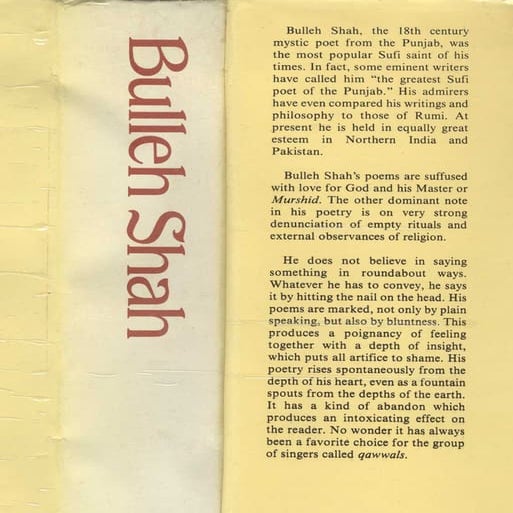 Bulleh Shah
Bulleh Shah, the 18th century
mystic poet from the Punjab, was
the most popular Sufi saint of his
times. In fact, some eminent writers
have called him "the greatest Sufi
poet of the Punjab." His admirers
have even compared his writings and
philosophy to those of Rumi. At
present he is held in equally great
esteem in Northern India and
Pakistan.
Bulleh Shah's poems are suffused
with love for God and his Master or
Murshid. The other dominant note
in his poetry is on very strong
denunciation of empty rituals and
external observances of religion.
He does not believe in saying
something in roundabout ways.
Whatever he has to convey, he says
it by hitting the nail on the head. His
poems are marked, not only by plain
speaking, but also by bluntness. This
produces a poignancy of feeling
together with a depth of insight,
which puts all artifice to shame. His
poetry rises spontaneously from the
depth of his heart, even as a fountain
spouts from the depths of the earth.
It has a kind of abandon which
produces an intoxicating effect on
the reader. No wonder it has always
been a favorite choice for the group
of singers called qawwals.